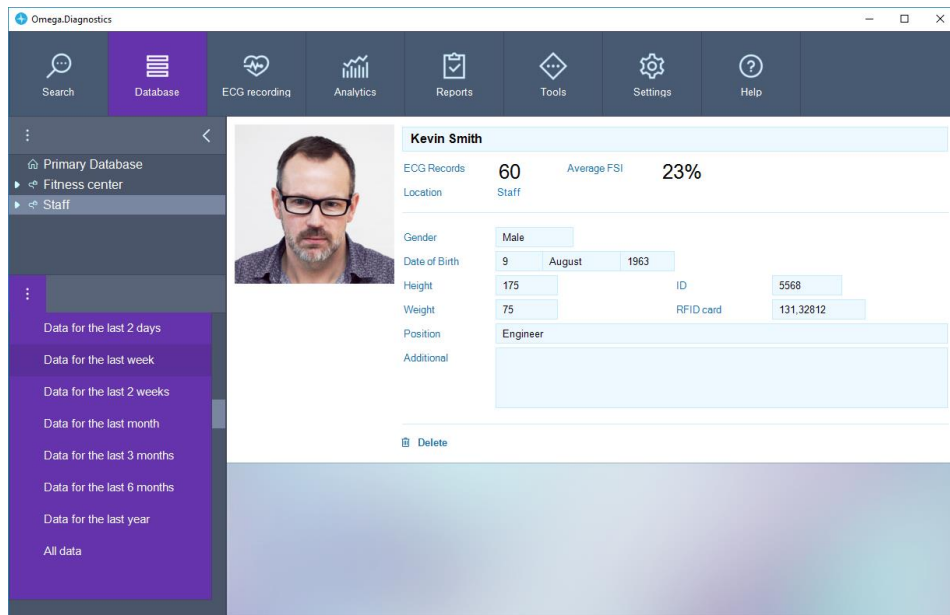 Omega.Diagnostics
Search Database ECG recording Analytics Reports Tools Settings Help
Primary Database
Fitness center
Staff
Data for the last 2 days
Data for the last week
Data for the last 2 weeks
Data for the last month
Data for the last 3 months
Data for the last 6 months
Data for the last year
All data
Kevin Smith
ECG Records 60 Average FSI 23%
Location Staff
Gender Male
Date of Birth 9 August 1963
Height 175 ID 5568
Weight 75 RFID card 131,32812
Position Engineer
Additional
Delete